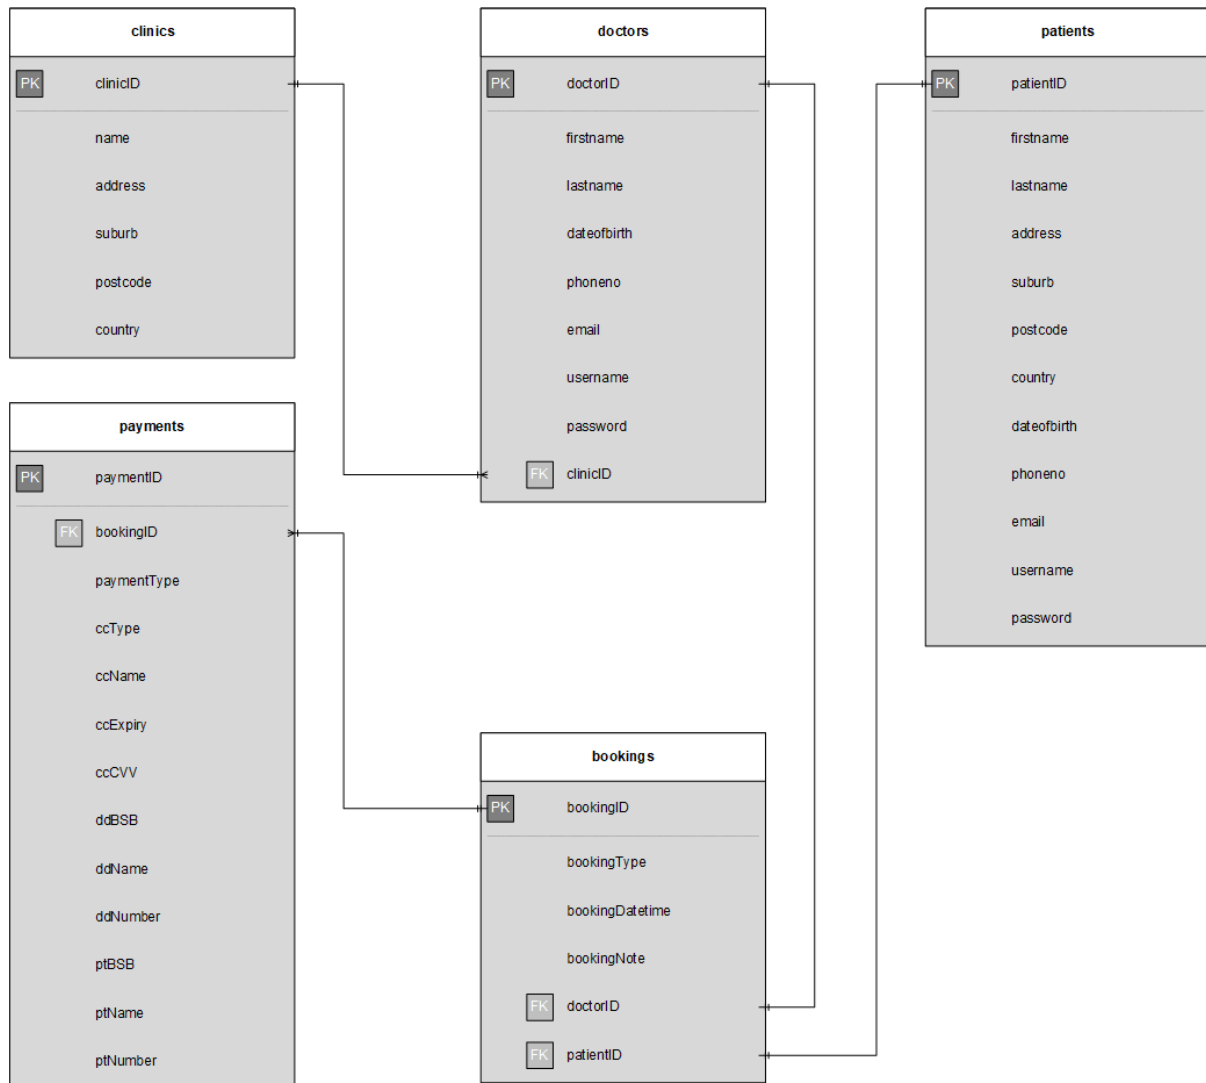 clinics
PK clinicID
name
address
suburb
postcode
country
doctors
PK doctorID
firstname
lastname
dateofbirth
phoneno
email
username
password
FK clinicID
patients
PK patientID
firstname
lastname
address
suburb
postcode
country
dateofbirth
phoneno
email
username
password
payments
PK paymentID
FK bookingID
paymentType
ccType
ccName
ccExpiry
ccCVV
ddBSB
ddName
ddNumber
ptBSB
ptName
ptNumber
bookings
PK bookingID
bookingType
bookingDatetime
bookingNote
FK doctorID
FK patientID